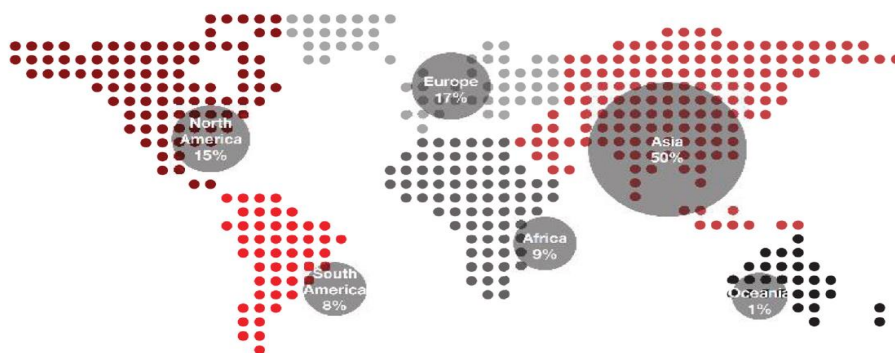 Europe
17%
North
America
15%
Asia
50%
Africa
9%
South
America
8%
Oceania
1%